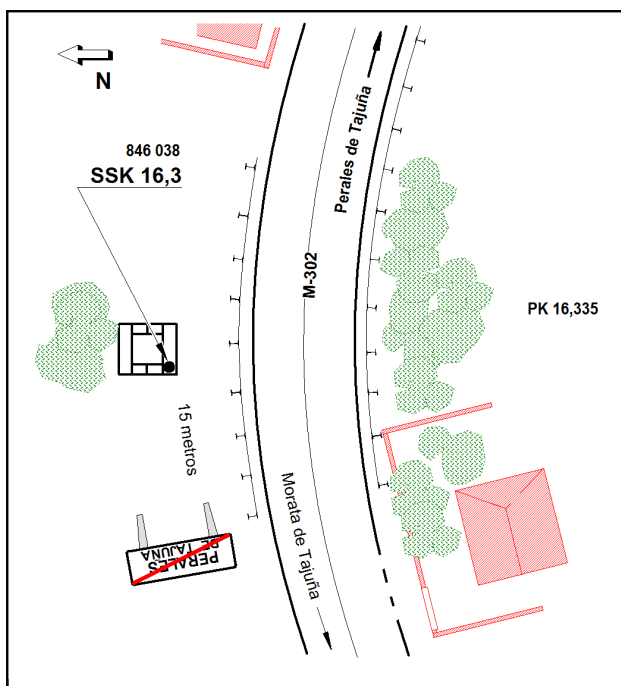 N
846 038
SSK 16,3
Perales de Tajuña
M-302
PK 16,335
15 metros
Morata de Tajuña
PERALES
DE TAJUÑA